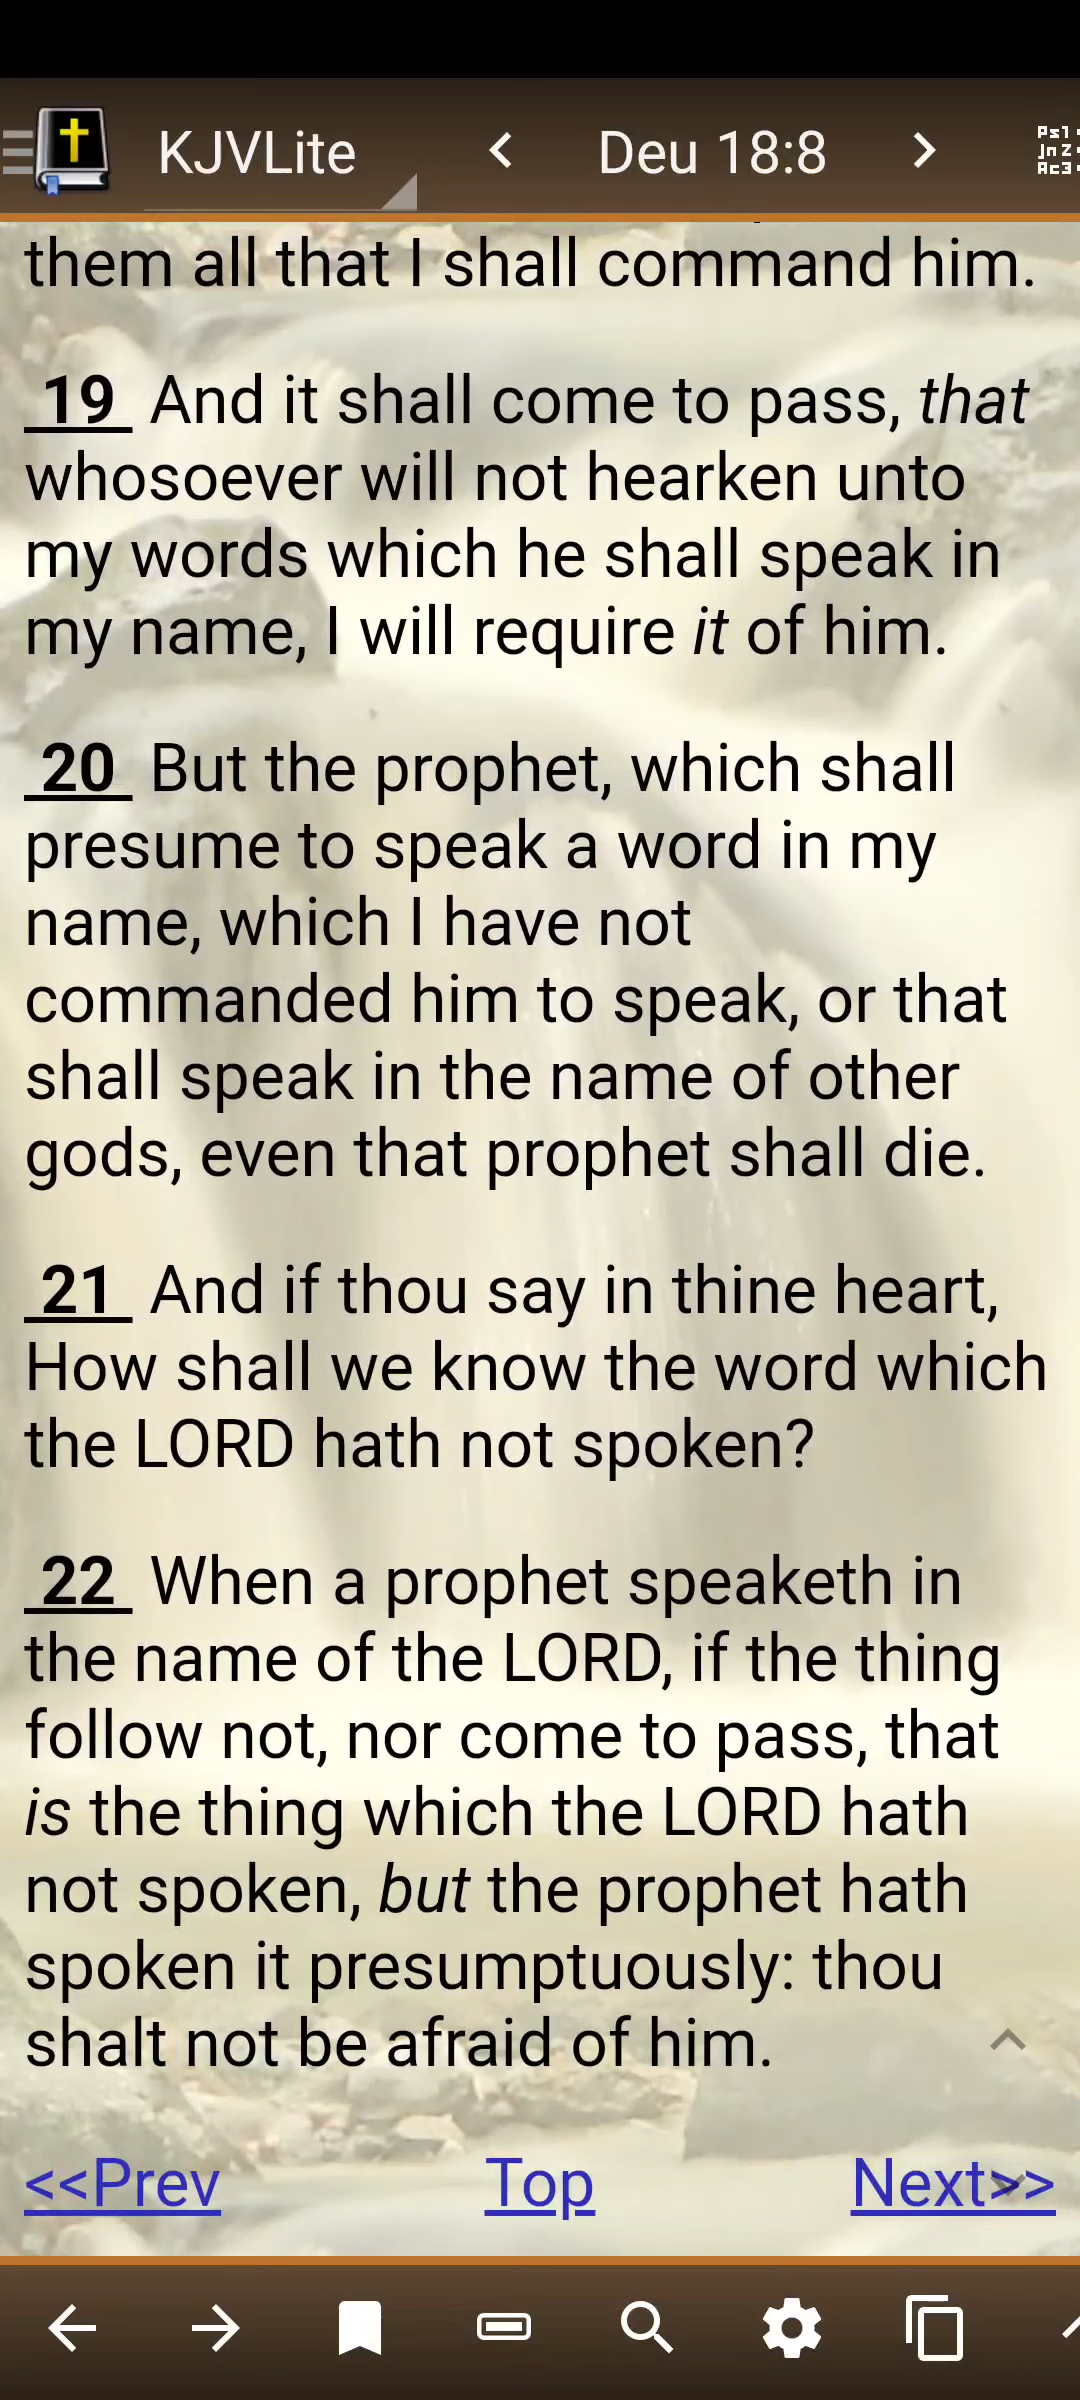 KJVLite < Deu 18:8 > Ps1 Jn2 Ac3
them all that I shall command him.
19 And it shall come to pass, that
whosoever will not hearken unto
my words which he shall speak in
my name, I will require it of him.
20 But the prophet, which shall
presume to speak a word in my
name, which I have not
commanded him to speak, or that
shall speak in the name of other
gods, even that prophet shall die.
21 And if thou say in thine heart,
How shall we know the word which
the LORD hath not spoken?
22 When a prophet speaketh in
the name of the LORD, if the thing
follow not, nor come to pass, that
is the thing which the LORD hath
not spoken, but the prophet hath
spoken it presumptuously: thou
shalt not be afraid of him.
<<Prev Top Next>>